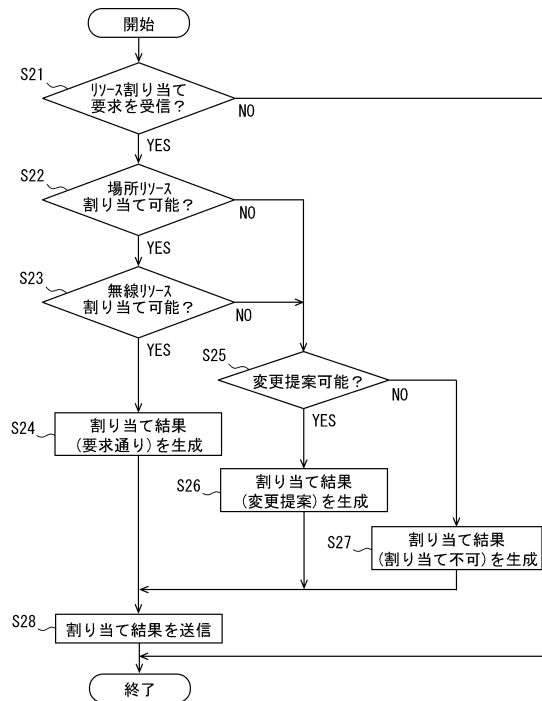 開始
S21
リソース割り当て
要求を受信？
NO
YES
S22
場所リソース
割り当て可能？
NO
YES
S23
無線リソース
割り当て可能？
NO
YES
S25
変更提案可能？
NO
YES
S24
割り当て結果
(要求通り)を生成
S26
割り当て結果
(変更提案)を生成
S27
割り当て結果
(割り当て不可)を生成
S28
割り当て結果を送信
終了